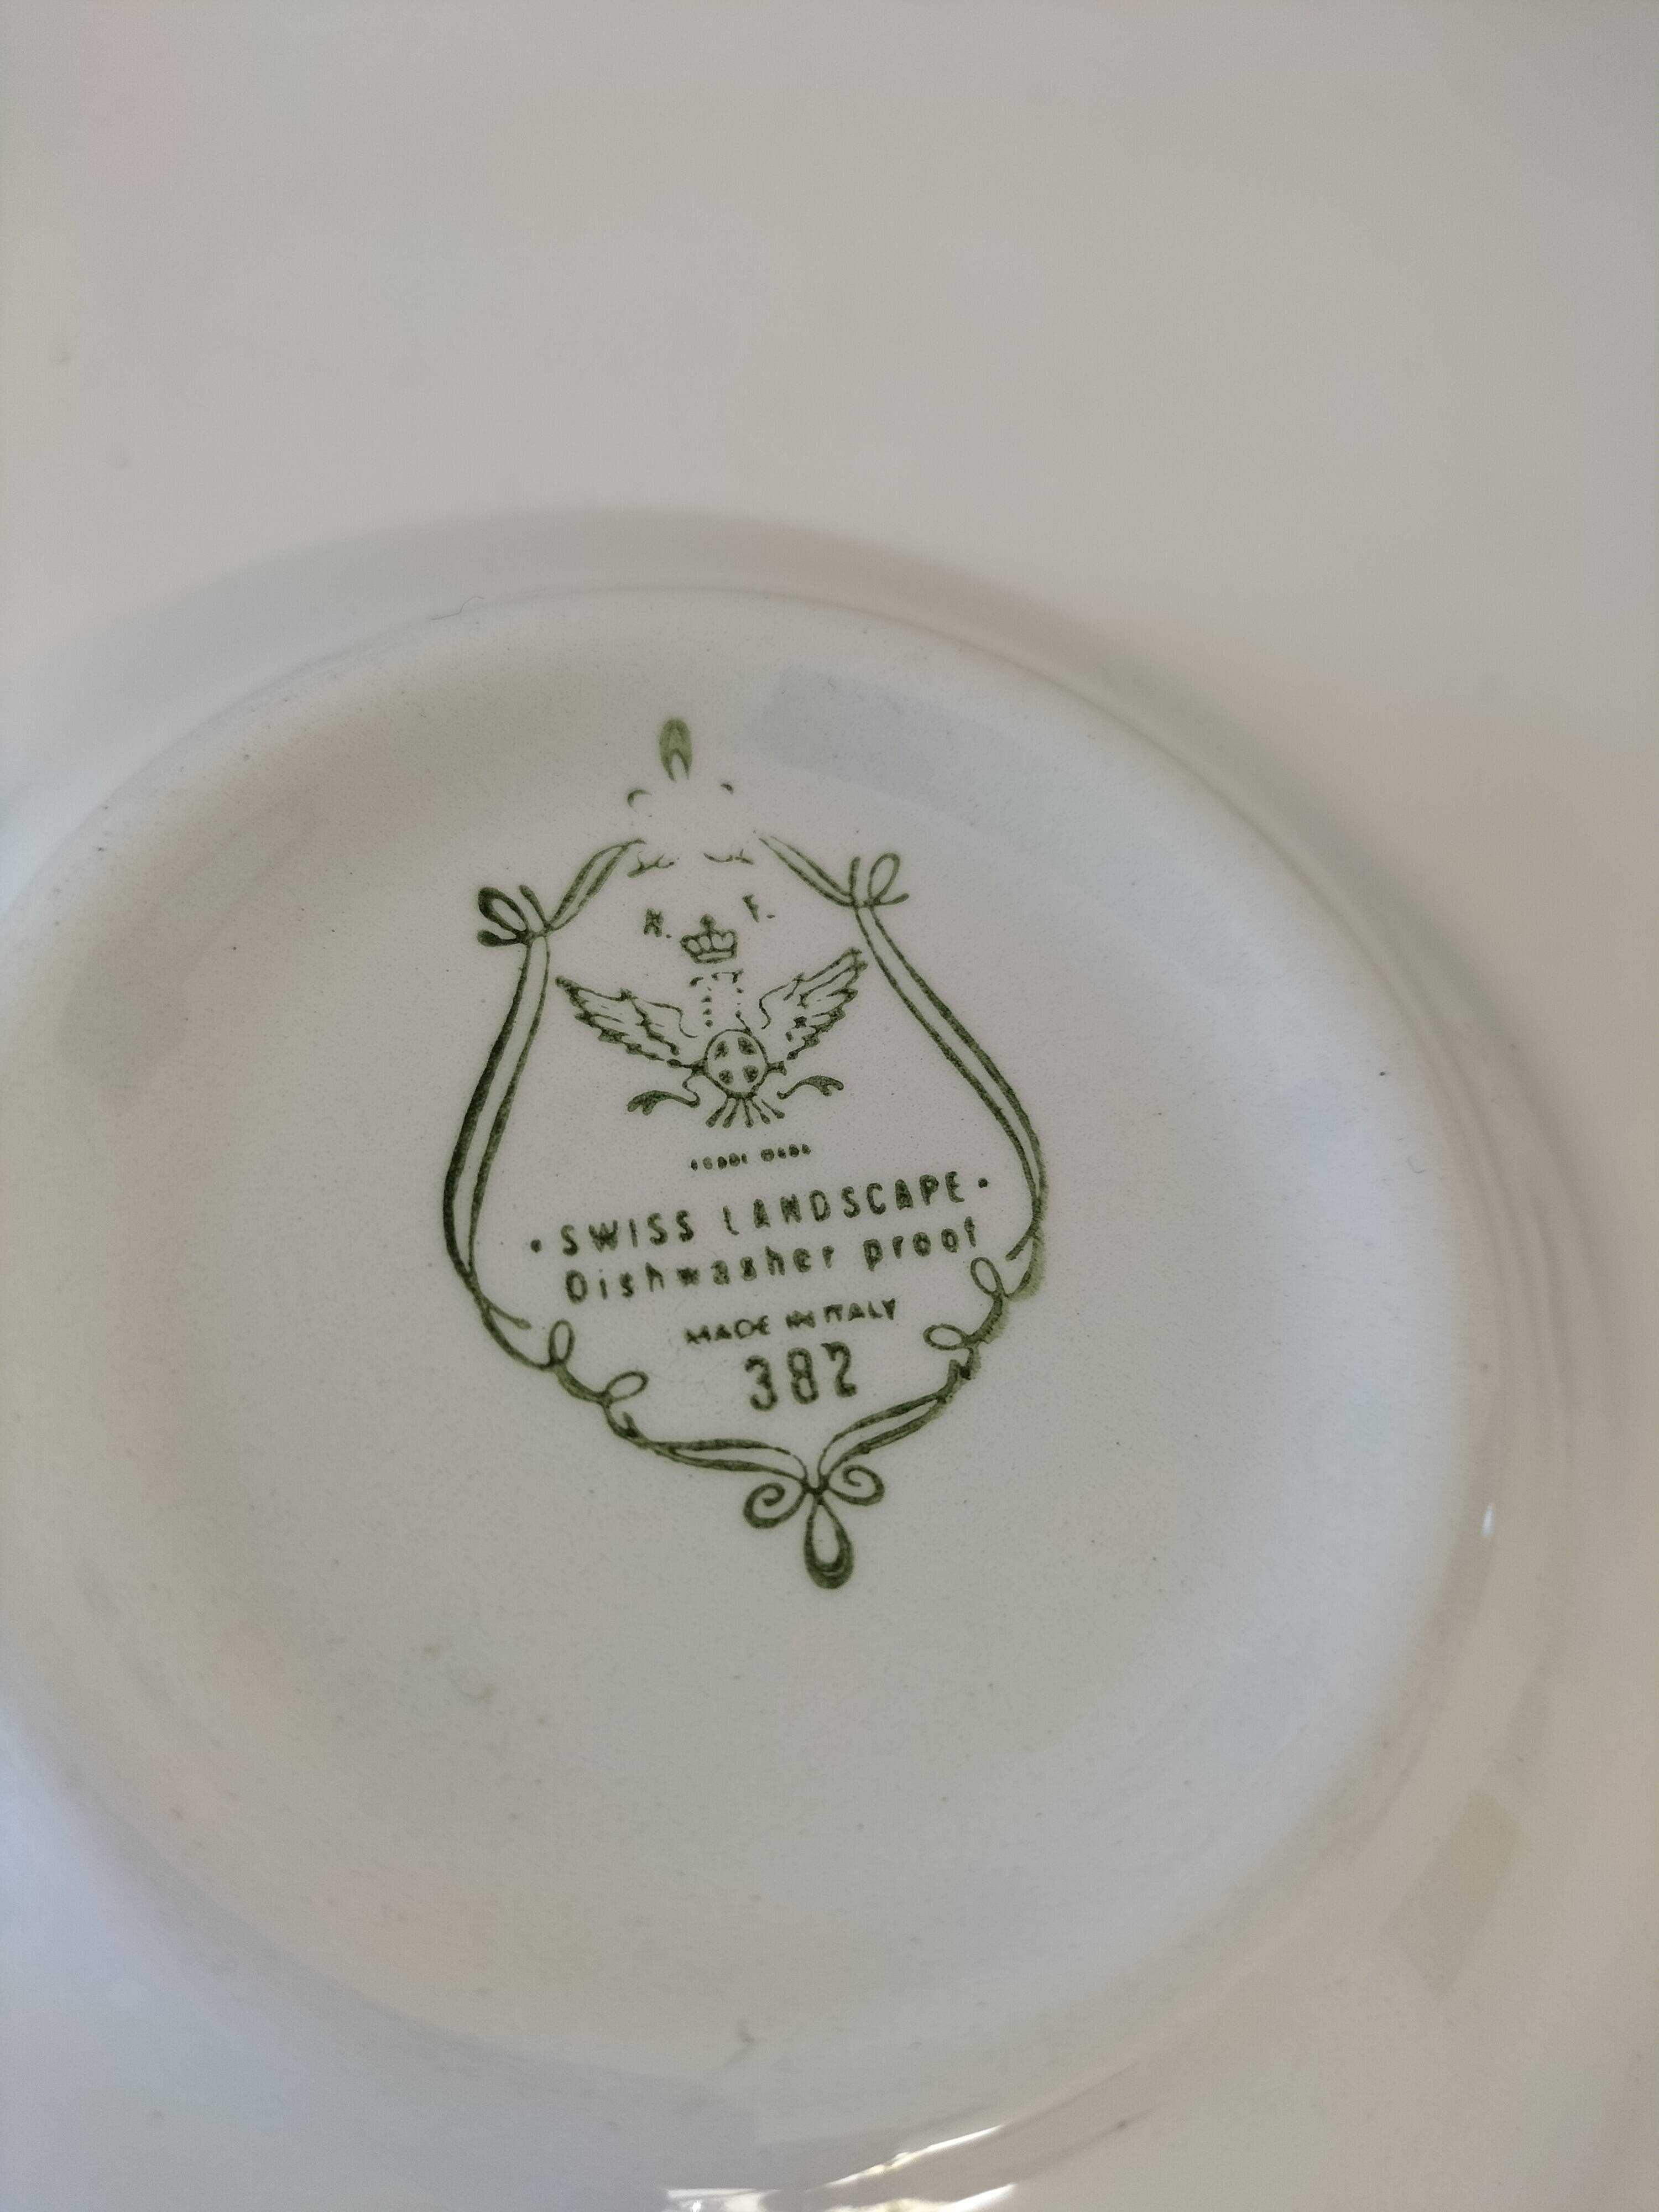 F.
• SWISS LANDSCAPE •
Dishwasher proof
MADE IN ITALY
382